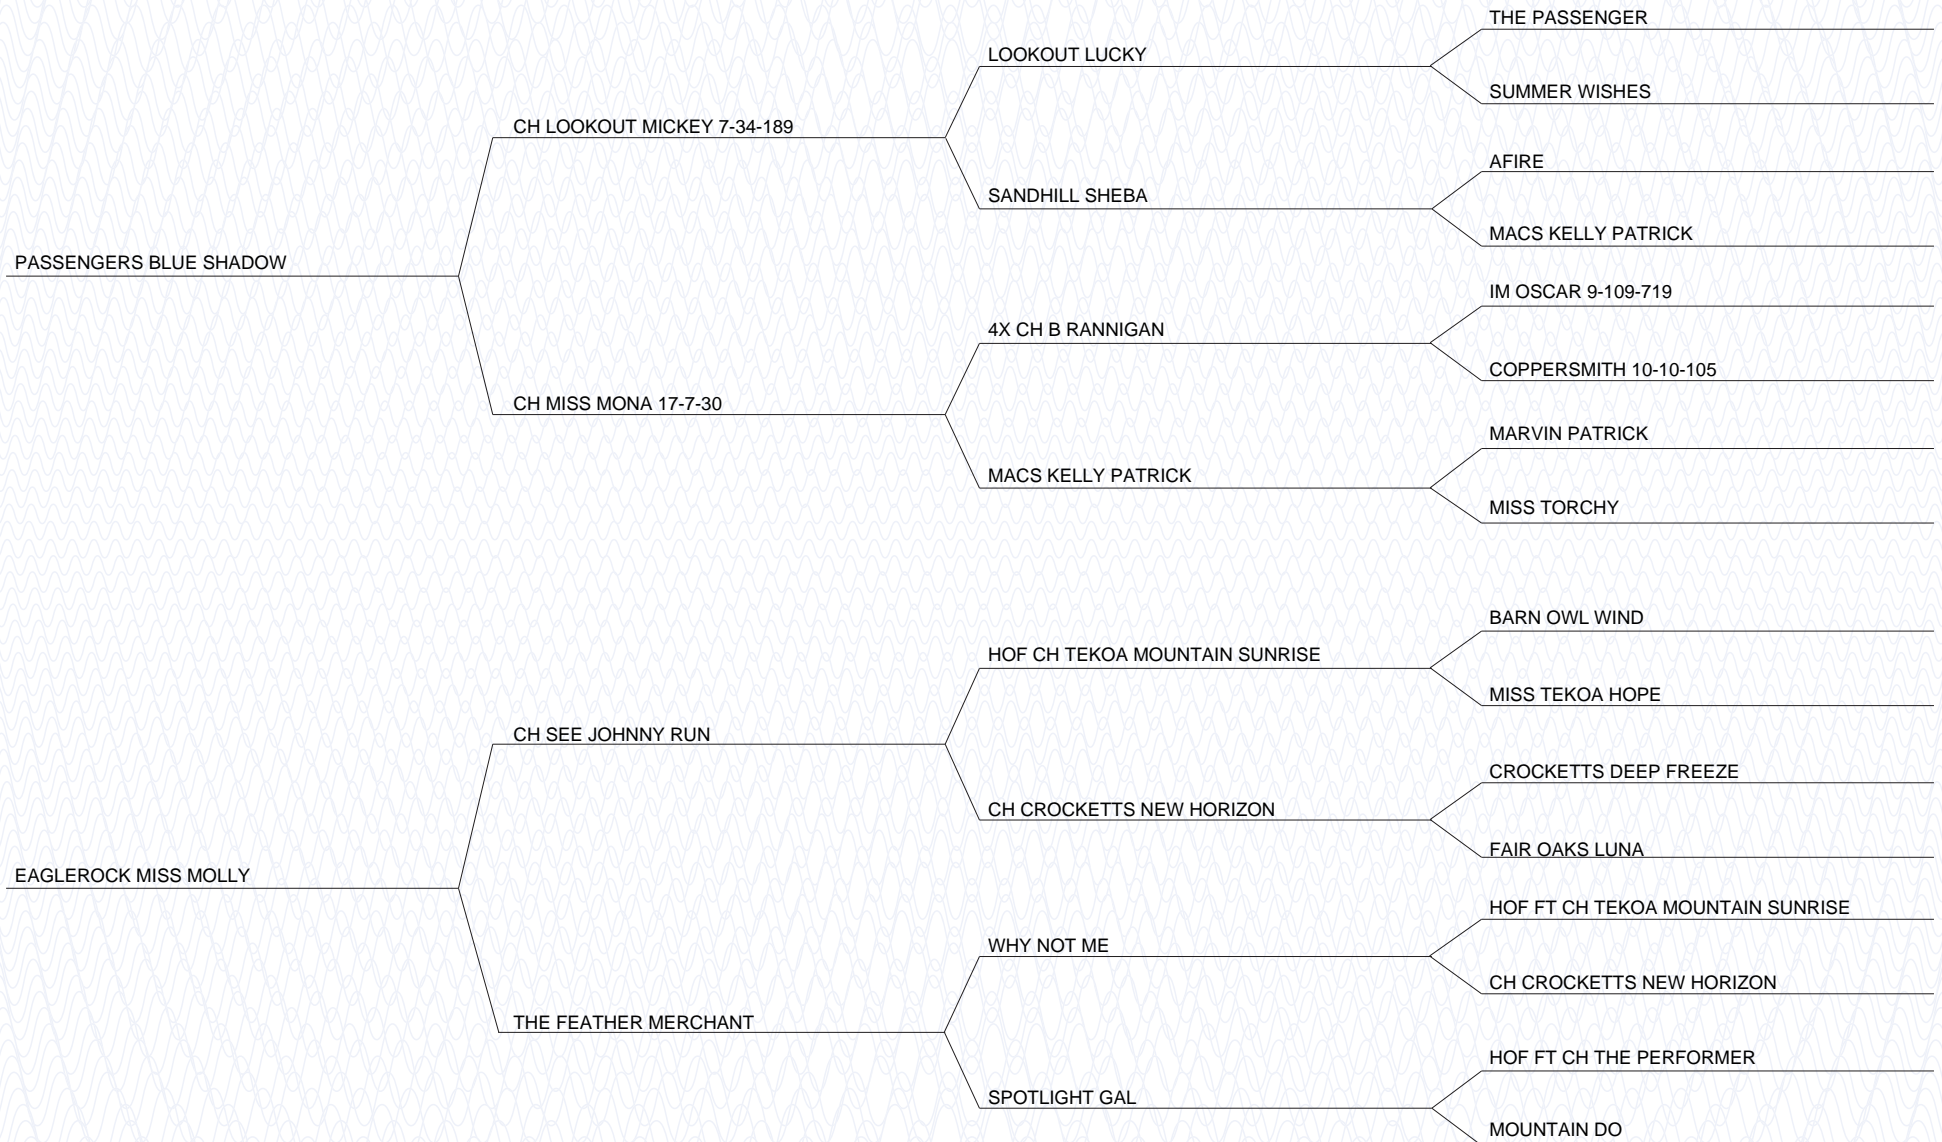 THE PASSENGER
LOOKOUT LUCKY
SUMMER WISHES
CH LOOKOUT MICKEY 7-34-189
AFIRE
SANDHILL SHEBA
MACS KELLY PATRICK
PASSENGERS BLUE SHADOW
IM OSCAR 9-109-719
4X CH B RANNIGAN
COPPERSMITH 10-10-105
CH MISS MONA 17-7-30
MARVIN PATRICK
MACS KELLY PATRICK
MISS TORCHY
BARN OWL WIND
HOF CH TEKOA MOUNTAIN SUNRISE
MISS TEKOA HOPE
CH SEE JOHNNY RUN
CROCKETTS DEEP FREEZE
CH CROCKETTS NEW HORIZON
FAIR OAKS LUNA
EAGLEROCK MISS MOLLY
HOF FT CH TEKOA MOUNTAIN SUNRISE
WHY NOT ME
CH CROCKETTS NEW HORIZON
THE FEATHER MERCHANT
HOF FT CH THE PERFORMER
SPOTLIGHT GAL
MOUNTAIN DO